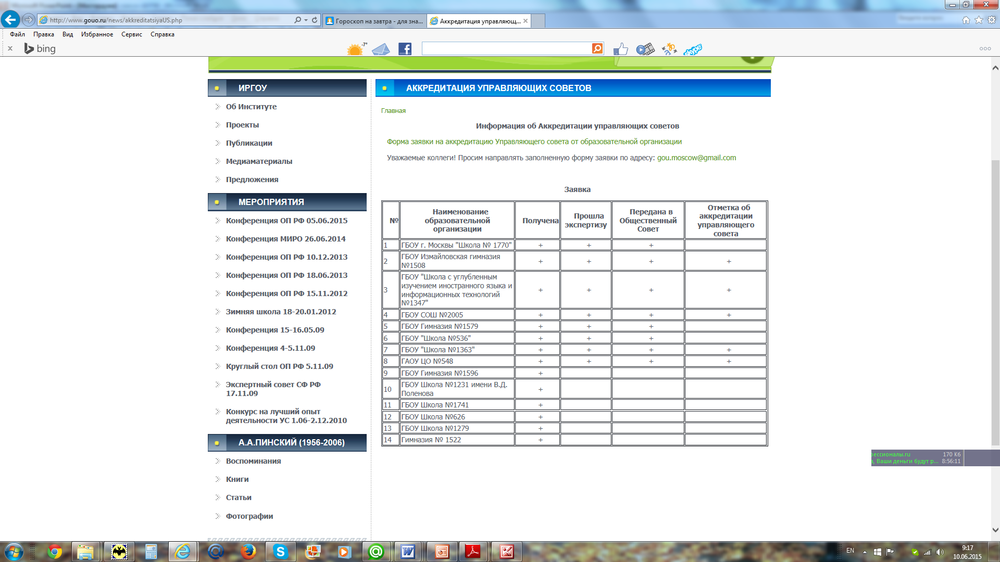 http://www.gouo.ru/news/akkreditatsiyaUS.php
Гороскоп на завтра - для зна...
Аккредитация управляющ...
Файл Правка Вид Избранное Сервис Справка
x bing
-7°
skype
ИРГОУ
Об Институте
Проекты
Публикации
Медиаматериалы
Предложения
МЕРОПРИЯТИЯ
Конференция ОП РФ 05.06.2015
Конференция МИРО 26.06.2014
Конференция ОП РФ 10.12.2013
Конференция ОП РФ 18.06.2013
Конференция ОП РФ 15.11.2012
Зимняя школа 18-20.01.2012
Конференция 15-16.05.09
Конференция 4-5.11.09
Круглый стол ОП РФ 5.11.09
Экспертный совет СФ РФ
17.11.09
Конкурс на лучший опыт
деятельности УС 1.06-2.12.2010
А.А.ПИНСКИЙ (1956-2006)
Воспоминания
Книги
Статьи
Фотографии
АККРЕДИТАЦИЯ УПРАВЛЯЮЩИХ СОВЕТОВ
Главная
Информация об Аккредитации управляющих советов
Форма заявки на аккредитацию Управляющего совета от образовательной организации
Уважаемые коллеги! Просим направлять заполненную форму заявки по адресу: gou.moscow@gmail.com
Заявка
№
Наименование
образовательной
организации
Получена
Прошла
экспертизу
Передана в
Общественный
Совет
Отметка об
аккредитации
управляющего
совета
1 ГБОУ г. Москвы "Школа № 1770" + + +
2 ГБОУ Измайловская гимназия
№1508 + + + +
3 ГБОУ "Школа с углубленным
изучением иностранного языка и
информационных технологий
№1347" + + + +
4 ГБОУ СОШ №2005 + + + +
5 ГБОУ Гимназия №1579 + + +
6 ГБОУ "Школа №536" + + +
7 ГБОУ "Школа №1363" + + + +
8 ГАОУ ЦО №548 + + + +
9 ГБОУ Гимназия №1596 +
10 ГБОУ Школа №1231 имени В.Д.
Поленова +
11 ГБОУ Школа №1741 +
12 ГБОУ Школа №626 +
13 ГБОУ Школа №1279 +
14 Гимназия № 1522 +
рессионалы.ru 170 Кб
а, Ваши деньги будут р... 8:56:11
EN
9:17
10.06.2015